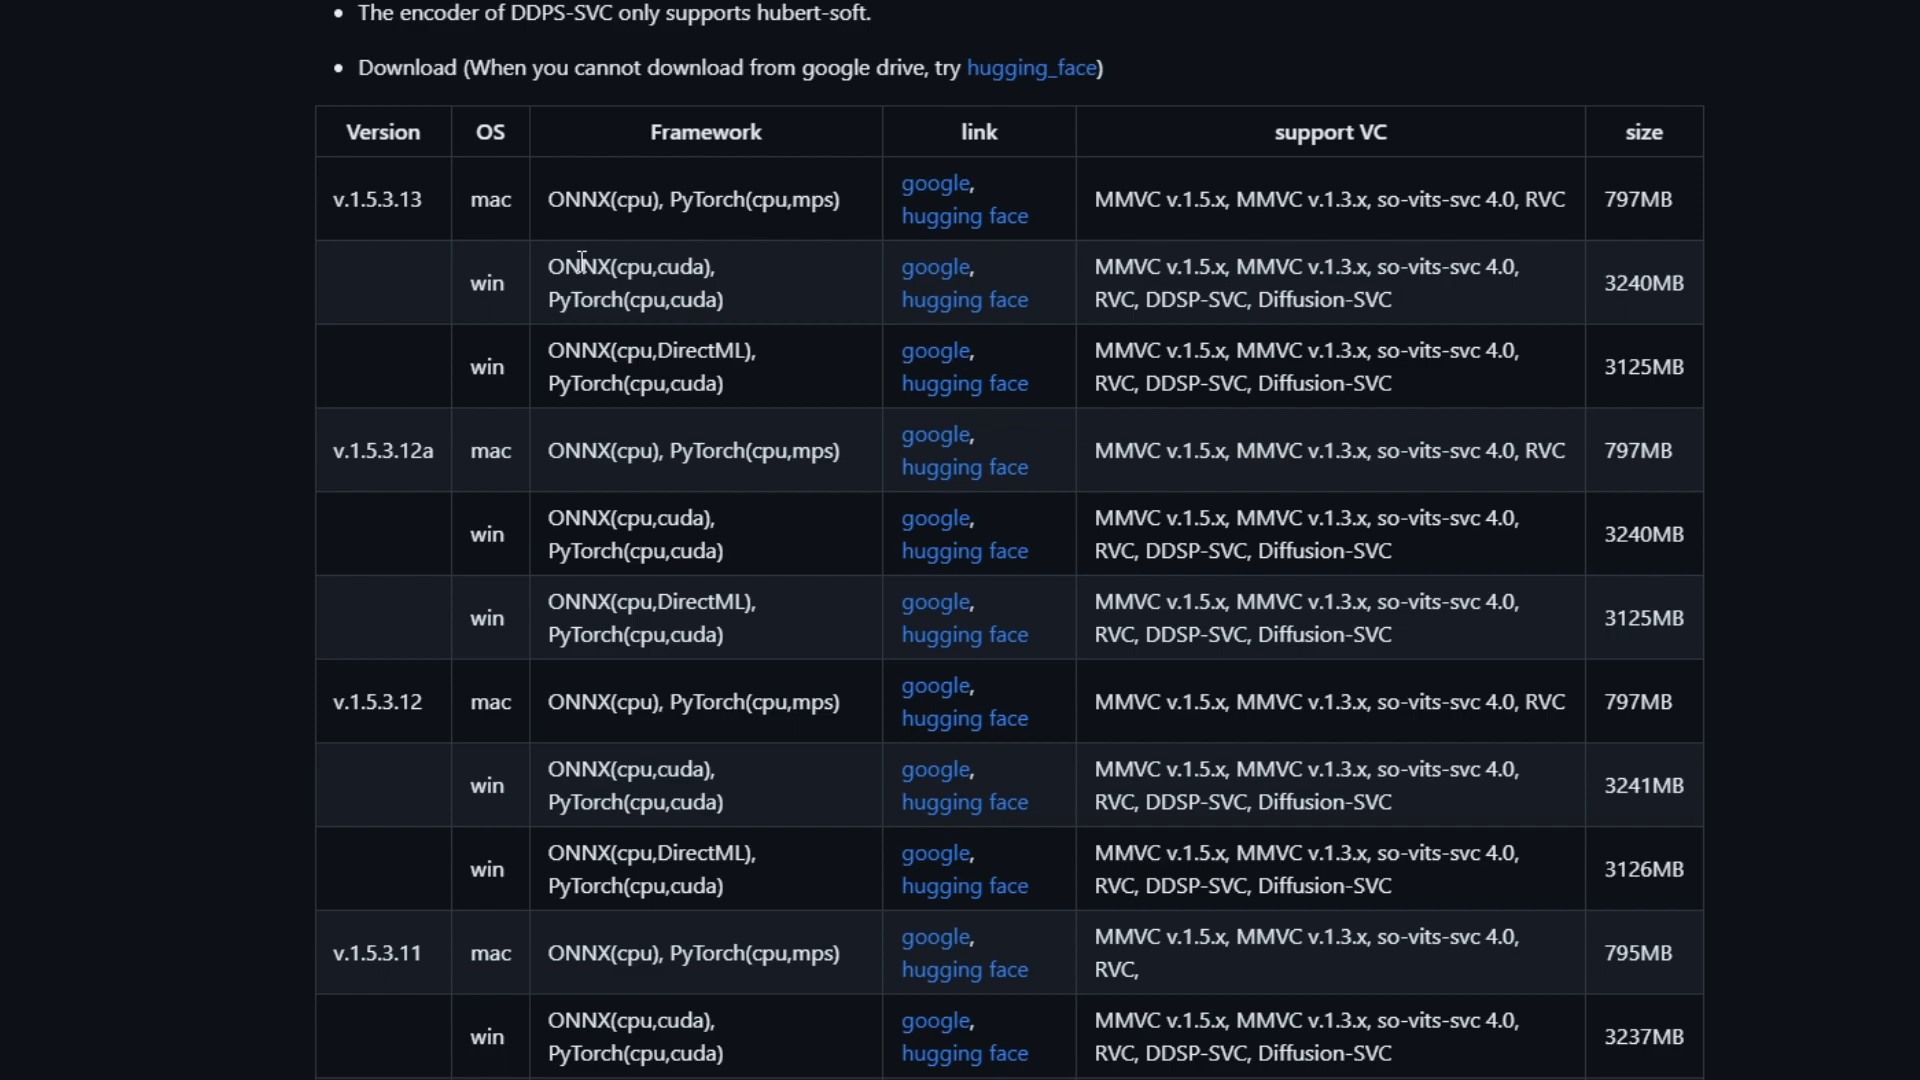 The encoder of DDPS-SVC only supports hubert-soft.
Download (When you cannot download from google drive, try hugging_face)
Version OS Framework link support VC size
v.1.5.3.13 mac ONNX(cpu), PyTorch(cpu,mps) google, hugging face MMVC v.1.5.x, MMVC v.1.3.x, so-vits-svc 4.0, RVC 797MB
win ONNX(cpu,cuda), PyTorch(cpu,cuda) google, hugging face MMVC v.1.5.x, MMVC v.1.3.x, so-vits-svc 4.0, RVC, DDSP-SVC, Diffusion-SVC 3240MB
win ONNX(cpu,DirectML), PyTorch(cpu,cuda) google, hugging face MMVC v.1.5.x, MMVC v.1.3.x, so-vits-svc 4.0, RVC, DDSP-SVC, Diffusion-SVC 3125MB
v.1.5.3.12a mac ONNX(cpu), PyTorch(cpu,mps) google, hugging face MMVC v.1.5.x, MMVC v.1.3.x, so-vits-svc 4.0, RVC 797MB
win ONNX(cpu,cuda), PyTorch(cpu,cuda) google, hugging face MMVC v.1.5.x, MMVC v.1.3.x, so-vits-svc 4.0, RVC, DDSP-SVC, Diffusion-SVC 3240MB
win ONNX(cpu,DirectML), PyTorch(cpu,cuda) google, hugging face MMVC v.1.5.x, MMVC v.1.3.x, so-vits-svc 4.0, RVC, DDSP-SVC, Diffusion-SVC 3125MB
v.1.5.3.12 mac ONNX(cpu), PyTorch(cpu,mps) google, hugging face MMVC v.1.5.x, MMVC v.1.3.x, so-vits-svc 4.0, RVC 797MB
win ONNX(cpu,cuda), PyTorch(cpu,cuda) google, hugging face MMVC v.1.5.x, MMVC v.1.3.x, so-vits-svc 4.0, RVC, DDSP-SVC, Diffusion-SVC 3241MB
win ONNX(cpu,DirectML), PyTorch(cpu,cuda) google, hugging face MMVC v.1.5.x, MMVC v.1.3.x, so-vits-svc 4.0, RVC, DDSP-SVC, Diffusion-SVC 3126MB
v.1.5.3.11 mac ONNX(cpu), PyTorch(cpu,mps) google, hugging face MMVC v.1.5.x, MMVC v.1.3.x, so-vits-svc 4.0, RVC, 795MB
win ONNX(cpu,cuda), PyTorch(cpu,cuda) google, hugging face MMVC v.1.5.x, MMVC v.1.3.x, so-vits-svc 4.0, RVC, DDSP-SVC, Diffusion-SVC 3237MB